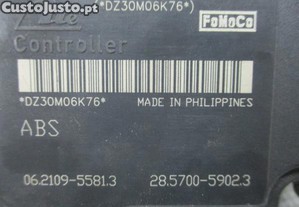 CustoJusto.pt
*DZ30M06K76*)
FoMoCo
Controller
*DZ30M06K76*
MADE IN PHILIPPINES
ABS
06.2109-5581.3
28.5700-5902.3